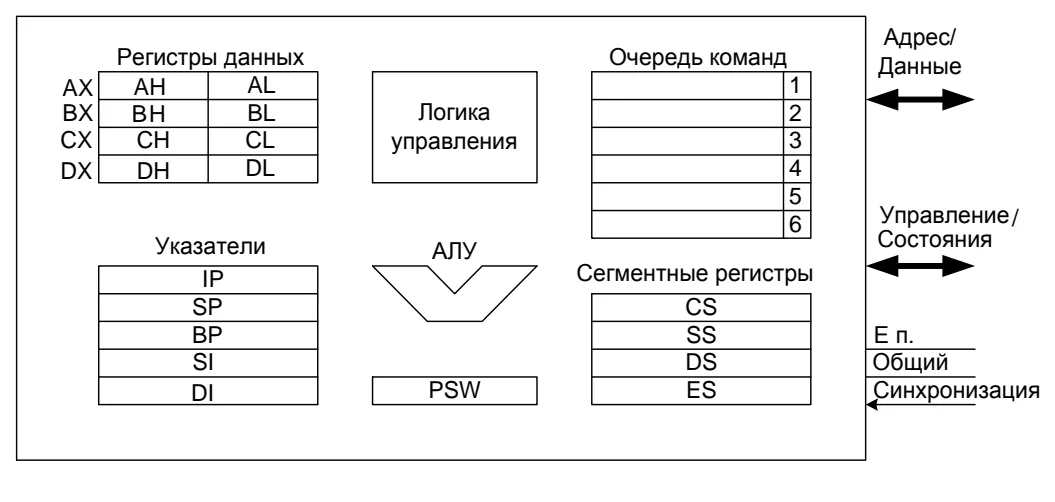 Регистры данных
AX AH AL
BX BH BL
CX CH CL
DX DH DL
Логика
управления
Очередь команд
1
2
3
4
5
6
Адрес/
Данные
Управление/
Состояния
Указатели
IP
SP
BP
SI
DI
АЛУ
PSW
Сегментные регистры
CS
SS
DS
ES
Е п.
Общий
Синхронизация